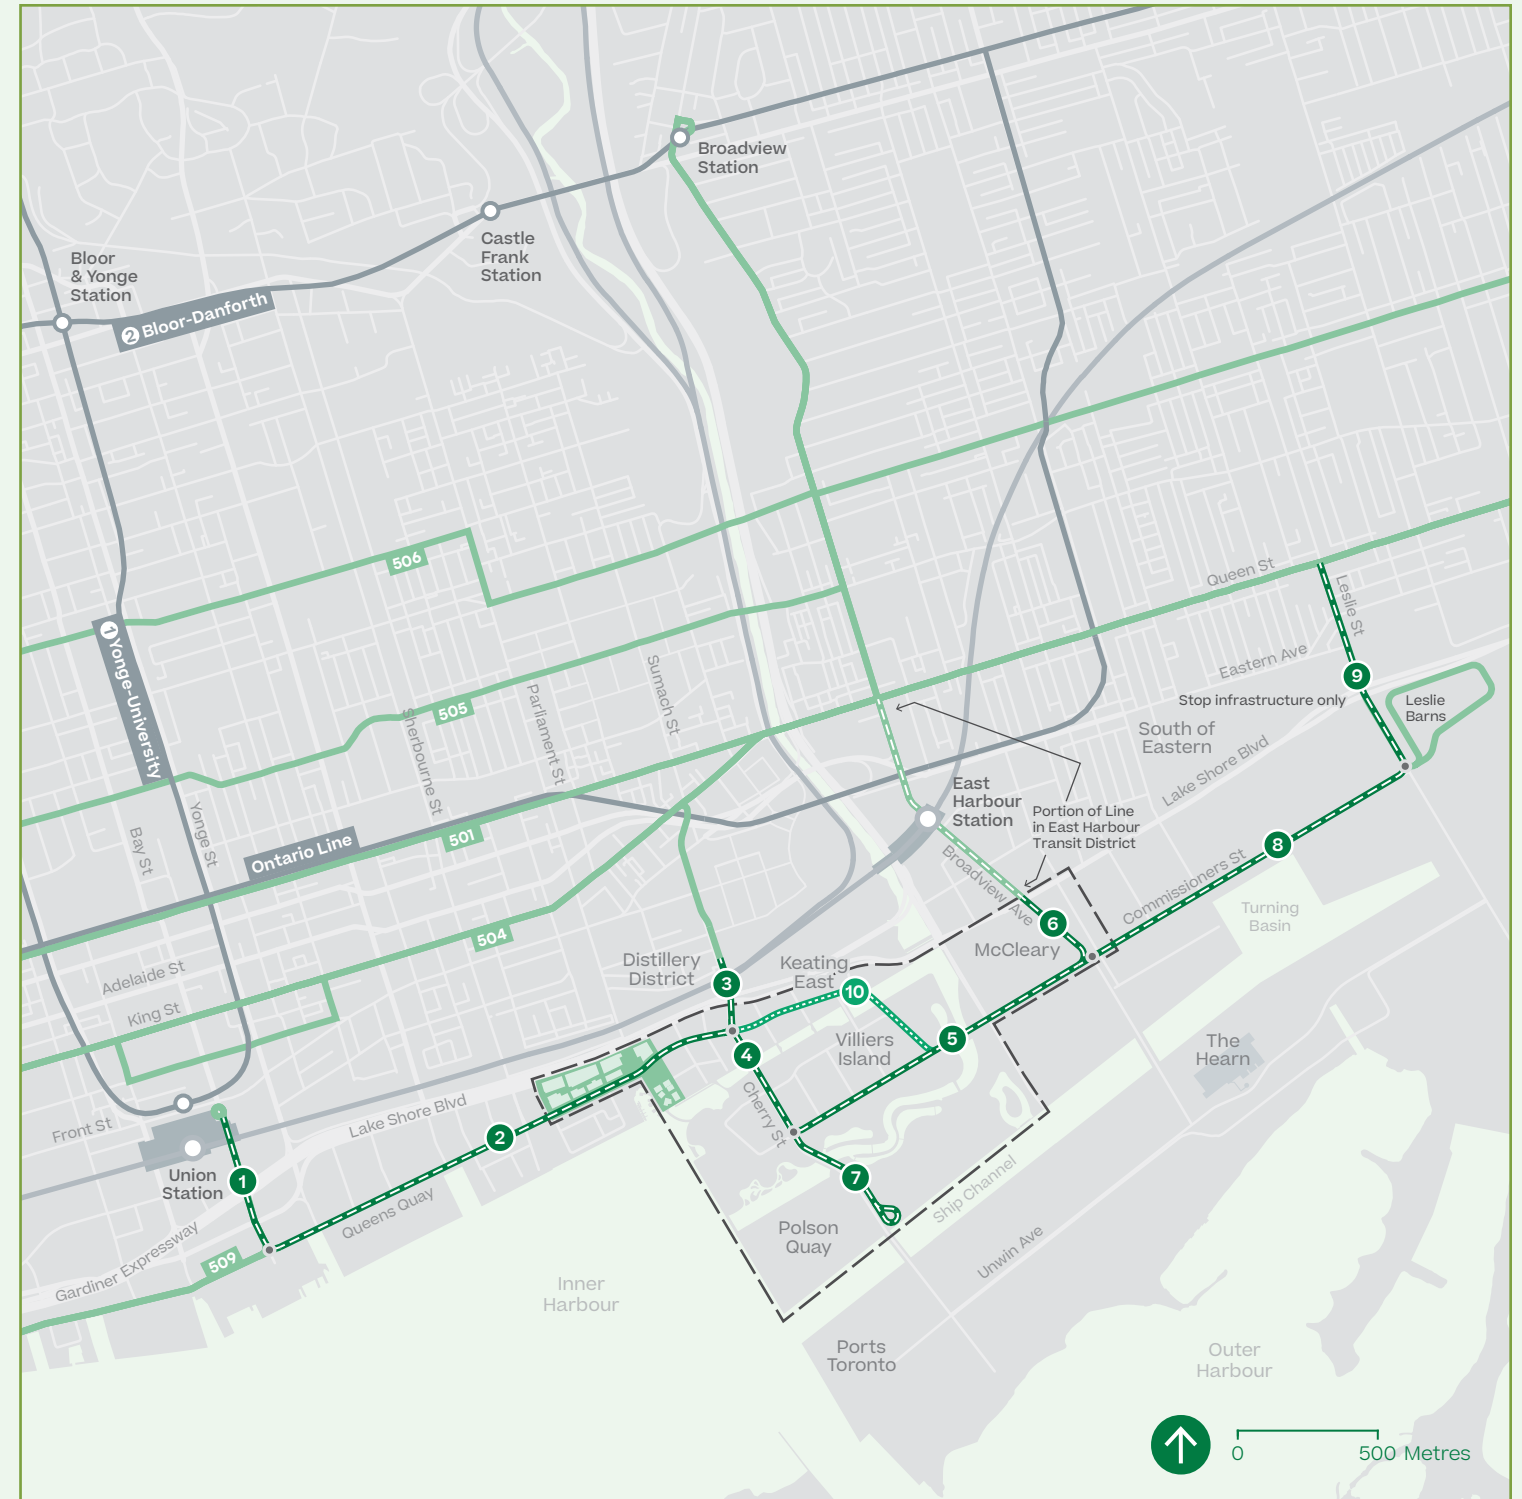 Broadview
Station
Castle
Frank
Station
Bloor
& Yonge
Station
2 Bloor-Danforth
506
Queen St
Leslie St
1 Yonge-University
Sumach St
Parliament St
Sherbourne St
505
Eastern Ave
9
Stop infrastructure only
Leslie
Barns
South of
Eastern
Lake Shore Blvd
East
Harbour
Station
Portion of Line
in East Harbour
Transit District
Yonge St
Bay St
Ontario Line
501
Broadview Ave
8
Commissioners St
Turning
Basin
6
McCleary
504
Adelaide St
King St
Distillery
District
3
Keating
East
10
4
Villiers
Island
5
The
Hearn
Cherry St
Front St
Lake Shore Blvd
2
Union
Station
1
7
Ship Channel
Queens Quay
Polson
Quay
Unwin Ave
509
Gardiner Expressway
Inner
Harbour
Ports
Toronto
Outer
Harbour
0
500 Metres